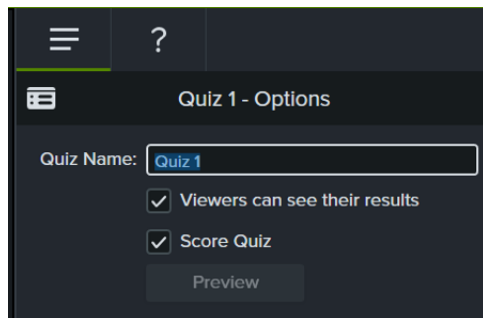 ?
Quiz 1 - Options
Quiz Name: Quiz 1
Viewers can see their results
Score Quiz
Preview